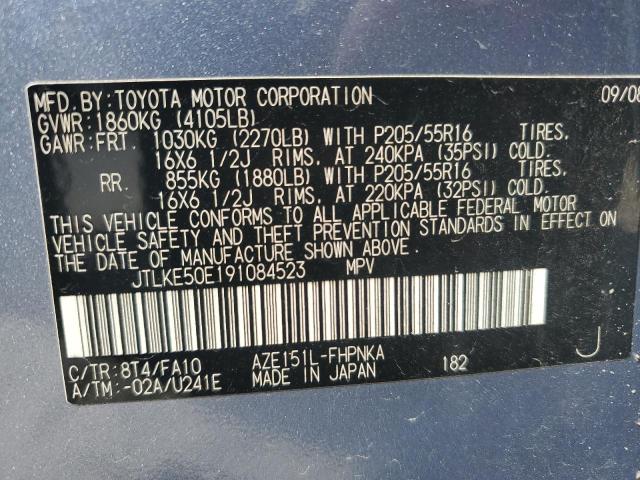 MFD. BY: TOYOTA MOTOR CORPORATION 09/08
GVWR: 1860KG (4105LB)
GAWR: FRT. 1030KG (2270LB) WITH P205/55R16 TIRES.
16X6 1/2J RIMS, AT 240KPA (35PSI) COLD.
RR. 855KG (1880LB) WITH P205/55R16 TIRES.
16X6 1/2J RIMS, AT 220KPA (32PSI) COLD.
THIS VEHICLE CONFORMS TO ALL APPLICABLE FEDERAL MOTOR
VEHICLE SAFETY AND THEFT PREVENTION STANDARDS IN EFFECT ON
THE DATE OF MANUFACTURE SHOWN ABOVE.
JTLKE50E191084523 MPV
C/TR: 8T4/FA10 AZE151L-FHPNKA
A/TM: -02A/U241E MADE IN JAPAN 182 J